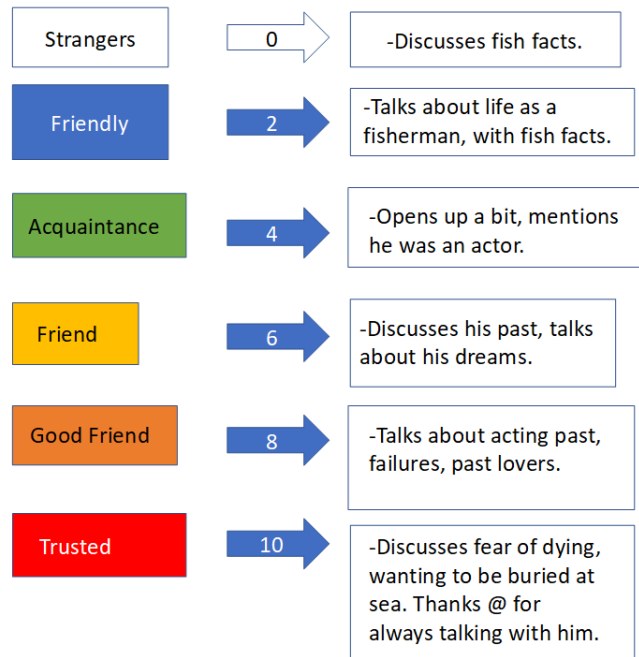 Strangers
0
-Discusses fish facts.
Friendly
2
-Talks about life as a
fisherman, with fish facts.
Acquaintance
4
-Opens up a bit, mentions
he was an actor.
Friend
6
-Discusses his past, talks
about his dreams.
Good Friend
8
-Talks about acting past,
failures, past lovers.
Trusted
10
-Discusses fear of dying,
wanting to be buried at
sea. Thanks @ for
always talking with him.